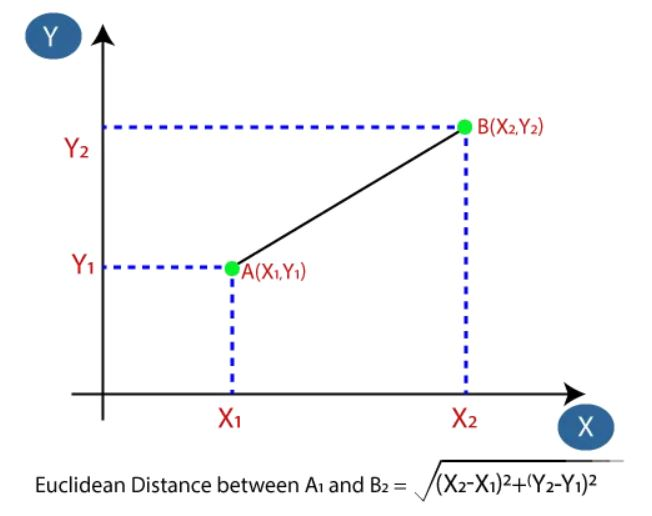 Y
B(X₂,Y₂)
Y₂
Y₁
A(X₁,Y₁)
X₁
X₂
X
Euclidean Distance between A₁ and B₂ = √(X₂-X₁)²+(Y₂-Y₁)²